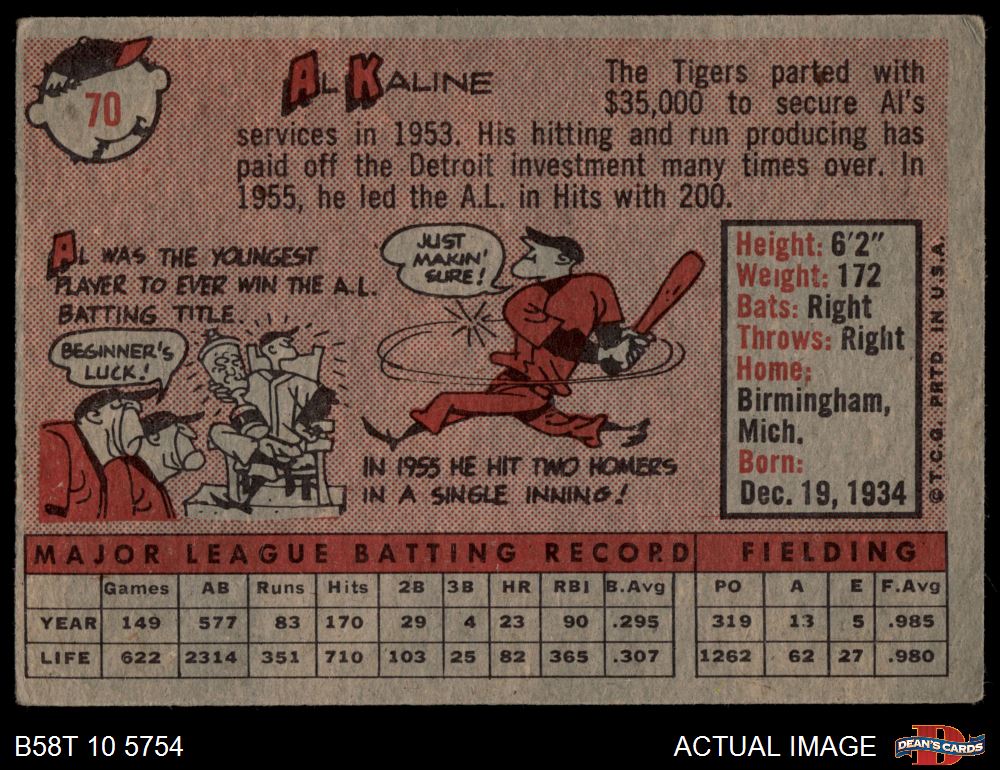 70
AL KALINE
The Tigers parted with
$35,000 to secure Al's
services in 1953. His hitting and run producing has
paid off the Detroit investment many times over. In
1955, he led the A.L. in Hits with 200.
AL WAS THE YOUNGEST
PLAYER TO EVER WIN THE A.L.
BATTING TITLE.
BEGINNER'S
LUCK!
JUST
MAKIN'
SURE!
IN 1955 HE HIT TWO HOMERS
IN A SINGLE INNING!
Height: 6'2"
Weight: 172
Bats: Right
Throws: Right
Home:
Birmingham,
Mich.
Born:
Dec. 19, 1934
© T.C.G. PRTD. IN U.S.A.
MAJOR LEAGUE BATTING RECORD FIELDING
Games AB Runs Hits 2B 3B HR RBI B.Avg PO A E F.Avg
YEAR 149 577 83 170 29 4 23 90 .295 319 13 5 .985
LIFE 622 2314 351 710 103 25 82 365 .307 1262 62 27 .980
B58T 10 5754 ACTUAL IMAGE
D
DEAN'S CARDS